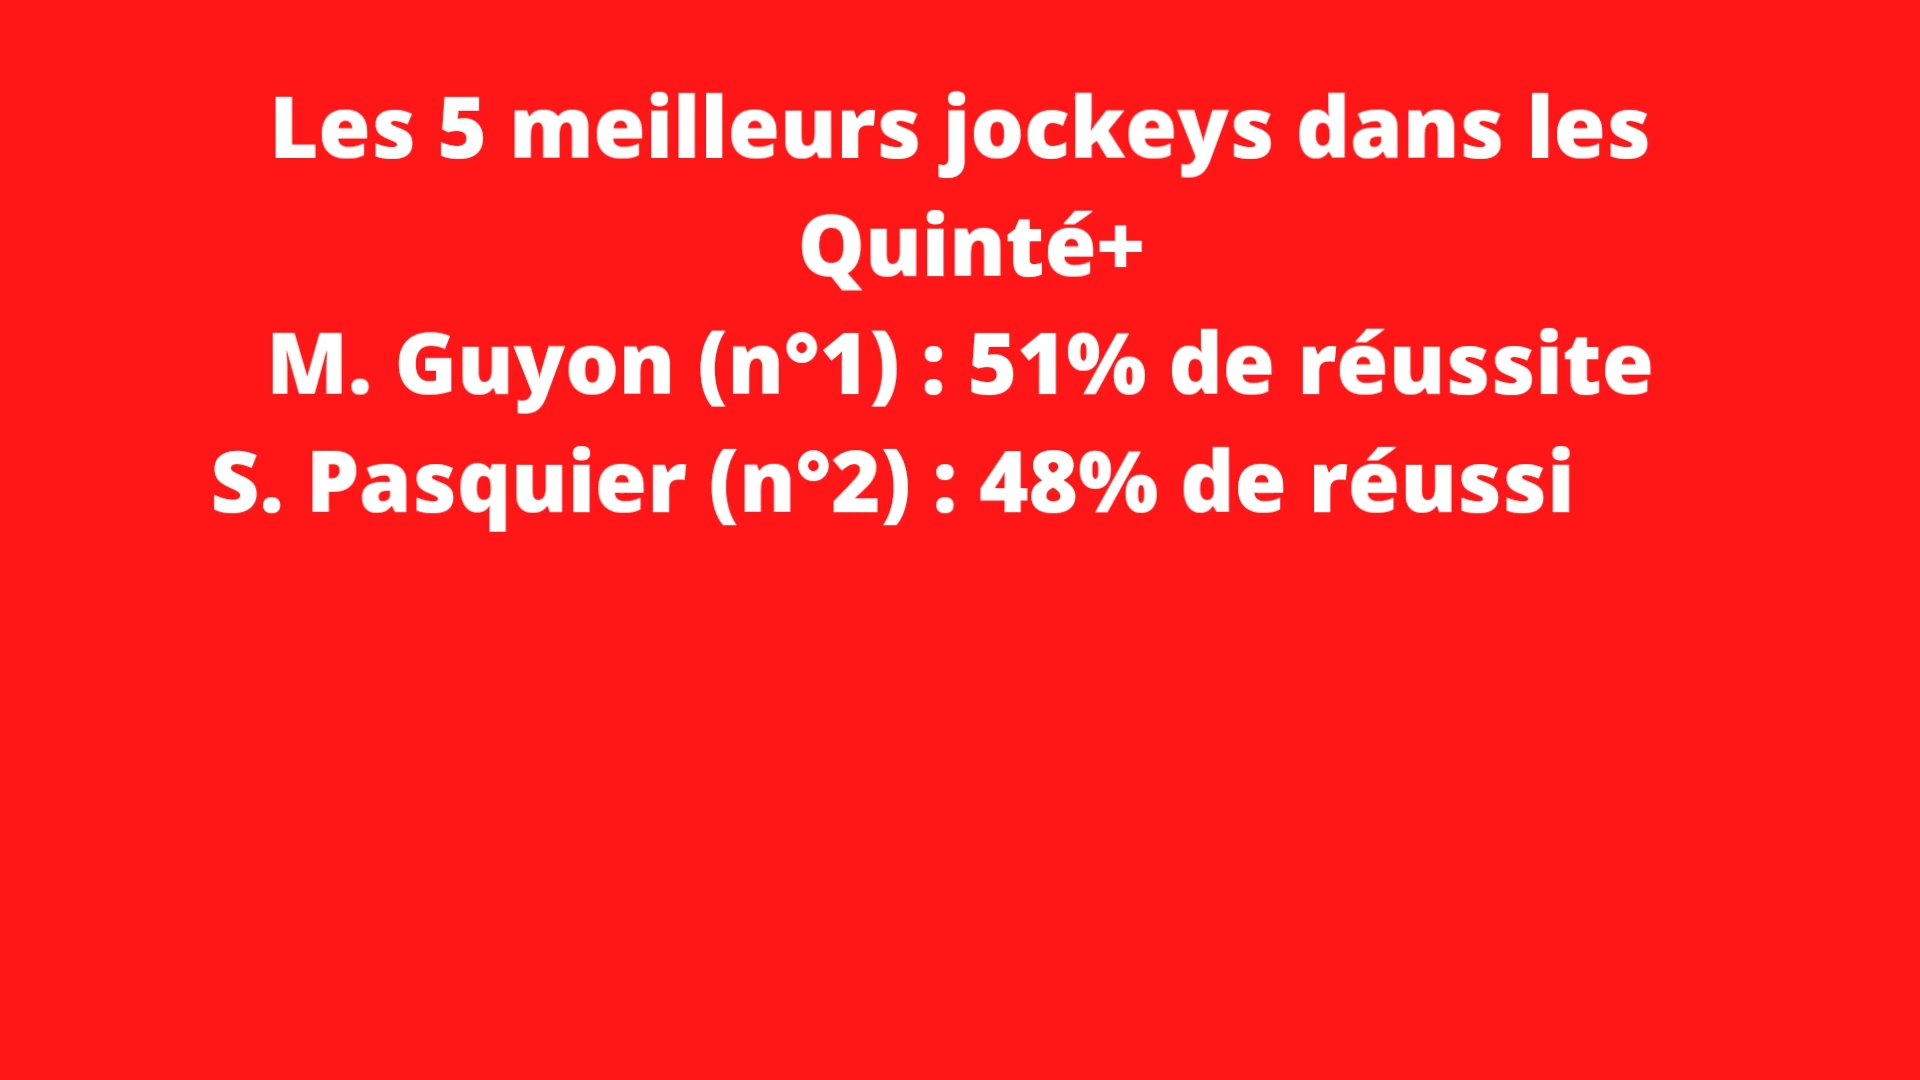 Les 5 meilleurs jockeys dans les
Quinté+
M. Guyon (n°1) : 51% de réussite
S. Pasquier (n°2) : 48% de réussi